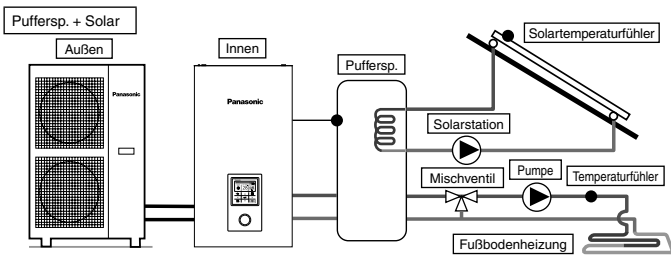 Puffersp. + Solar
Außen
Innen
Puffersp.
Solartemperaturfühler
Panasonic
Panasonic
Solarstation
Mischventil
Pumpe
Temperaturfühler
Fußbodenheizung